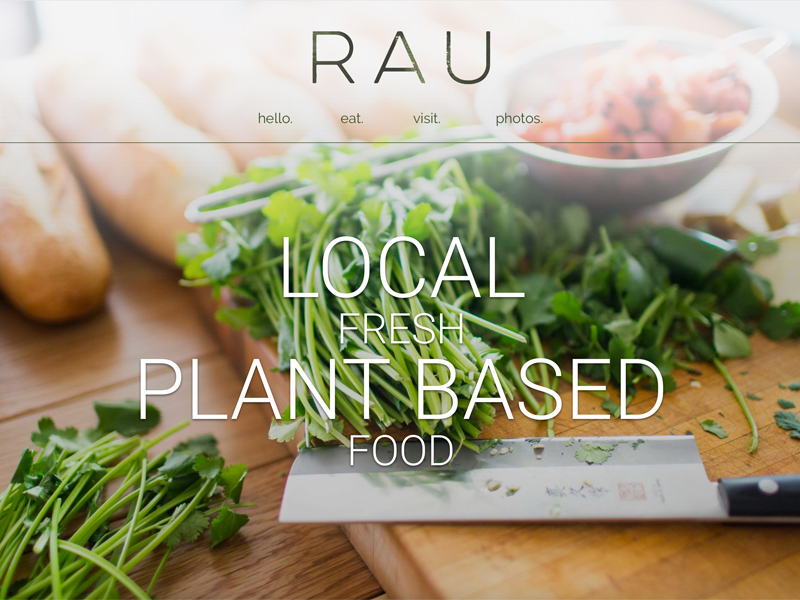 RAU
hello. eat. visit. photos.
LOCAL
FRESH
PLANT BASED
FOOD